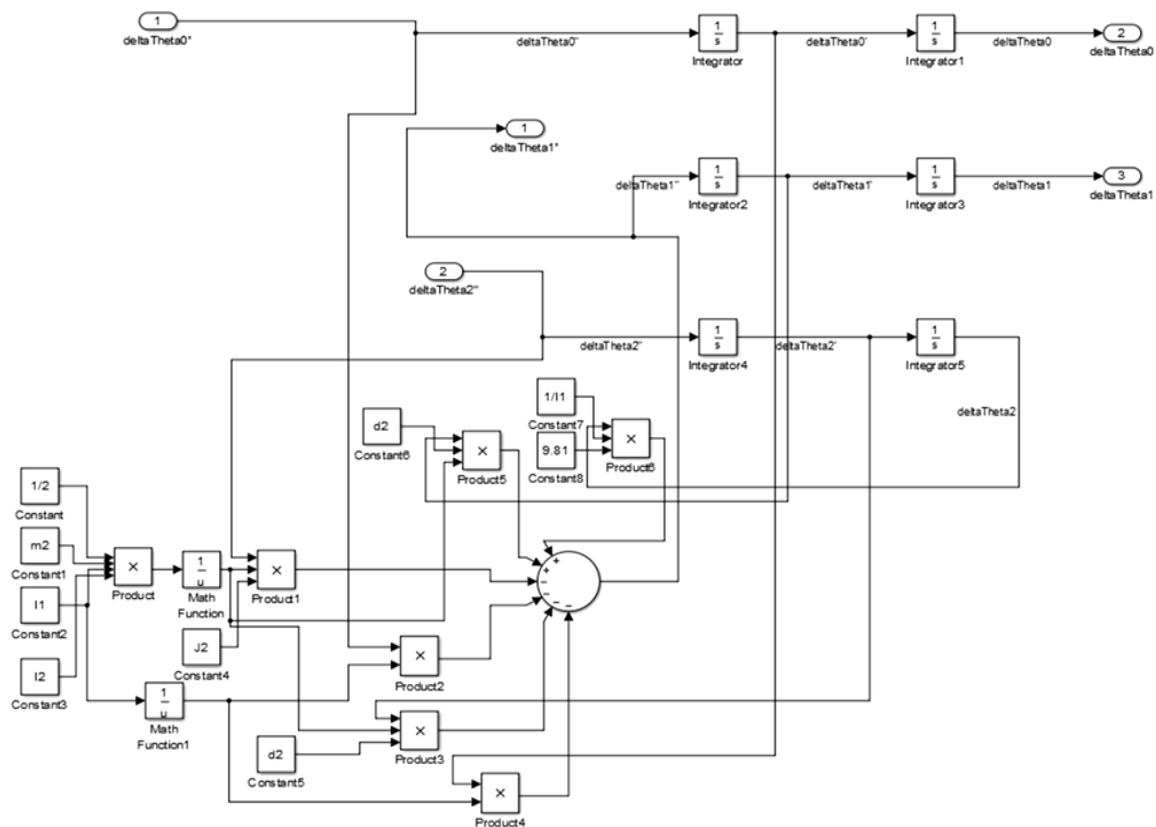 1
deltaTheta0"
deltaTheta0"
1
s
Integrator
deltaTheta0'
1
s
Integrator1
deltaTheta0
2
deltaTheta0
1
deltaTheta1"
deltaTheta1"
1
s
Integrator2
deltaTheta1'
1
s
Integrator3
deltaTheta1
3
deltaTheta1
2
deltaTheta2"
deltaTheta2"
1
s
Integrator4
deltaTheta2'
1
s
Integrator5
deltaTheta2
1/l1
Constant7
9.81
Constant8
×
Product6
d2
Constant6
×
Product5
1/2
Constant
m2
Constant1
l1
Constant2
l2
Constant3
×
Product
1
u
Math
Function
×
Product1
J2
Constant4
+
+
−
−
−
−
×
Product2
1
u
Math
Function1
×
Product3
d2
Constant5
×
Product4